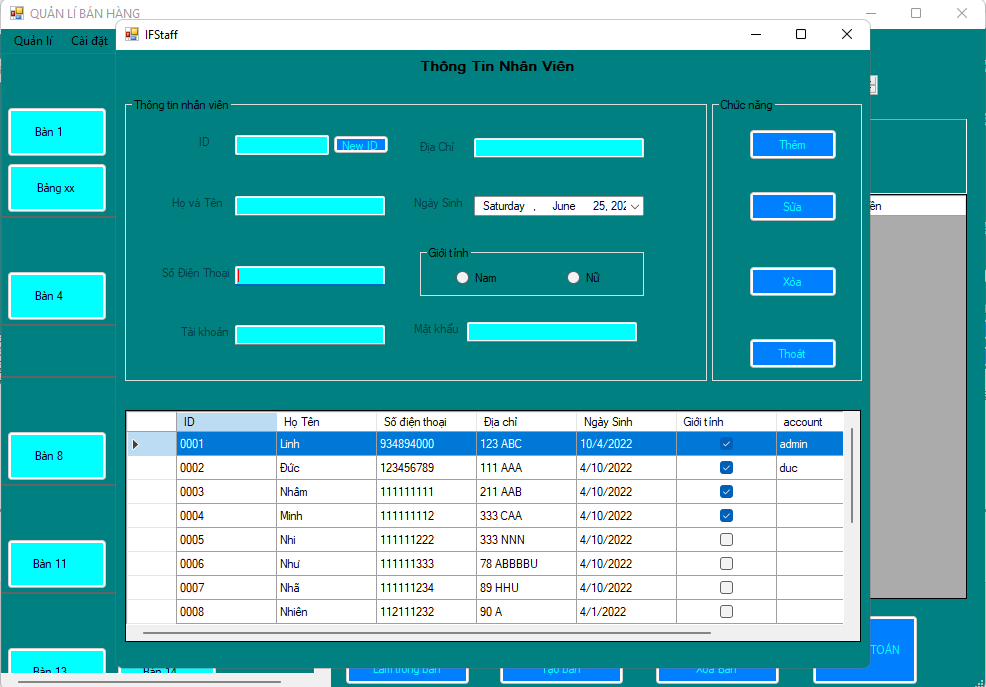 QUẢN LÍ BÁN HÀNG
Quản lí Cài đặt
IFStaff
Thông Tin Nhân Viên
Thông tin nhân viên
ID
New ID
Địa Chỉ
Họ và Tên
Ngày Sinh
Saturday , June 25, 202
Số Điện Thoại
Giới tính
Nam
Nữ
Tài khoản
Mật khẩu
Chức năng
Thêm
Sửa
Xóa
Thoát
ID Họ Tên Số điện thoại Địa chỉ Ngày Sinh Giới tính account
0001 Linh 934894000 123 ABC 10/4/2022 admin
0002 Đức 123456789 111 AAA 4/10/2022 duc
0003 Nhâm 111111111 211 AAB 4/10/2022
0004 Minh 111111112 333 CAA 4/10/2022
0005 Nhi 111111222 333 NNN 4/10/2022
0006 Như 111111333 78 ABBBBU 4/10/2022
0007 Nhã 111111234 89 HHU 4/10/2022
0008 Nhiên 112111232 90 A 4/1/2022
Bàn 1
Bảng xx
Bàn 4
Bàn 8
Bàn 11
Bàn 13
Bàn 14
Làm trống bàn
Tạo bàn
Xóa Bàn
TOÁN